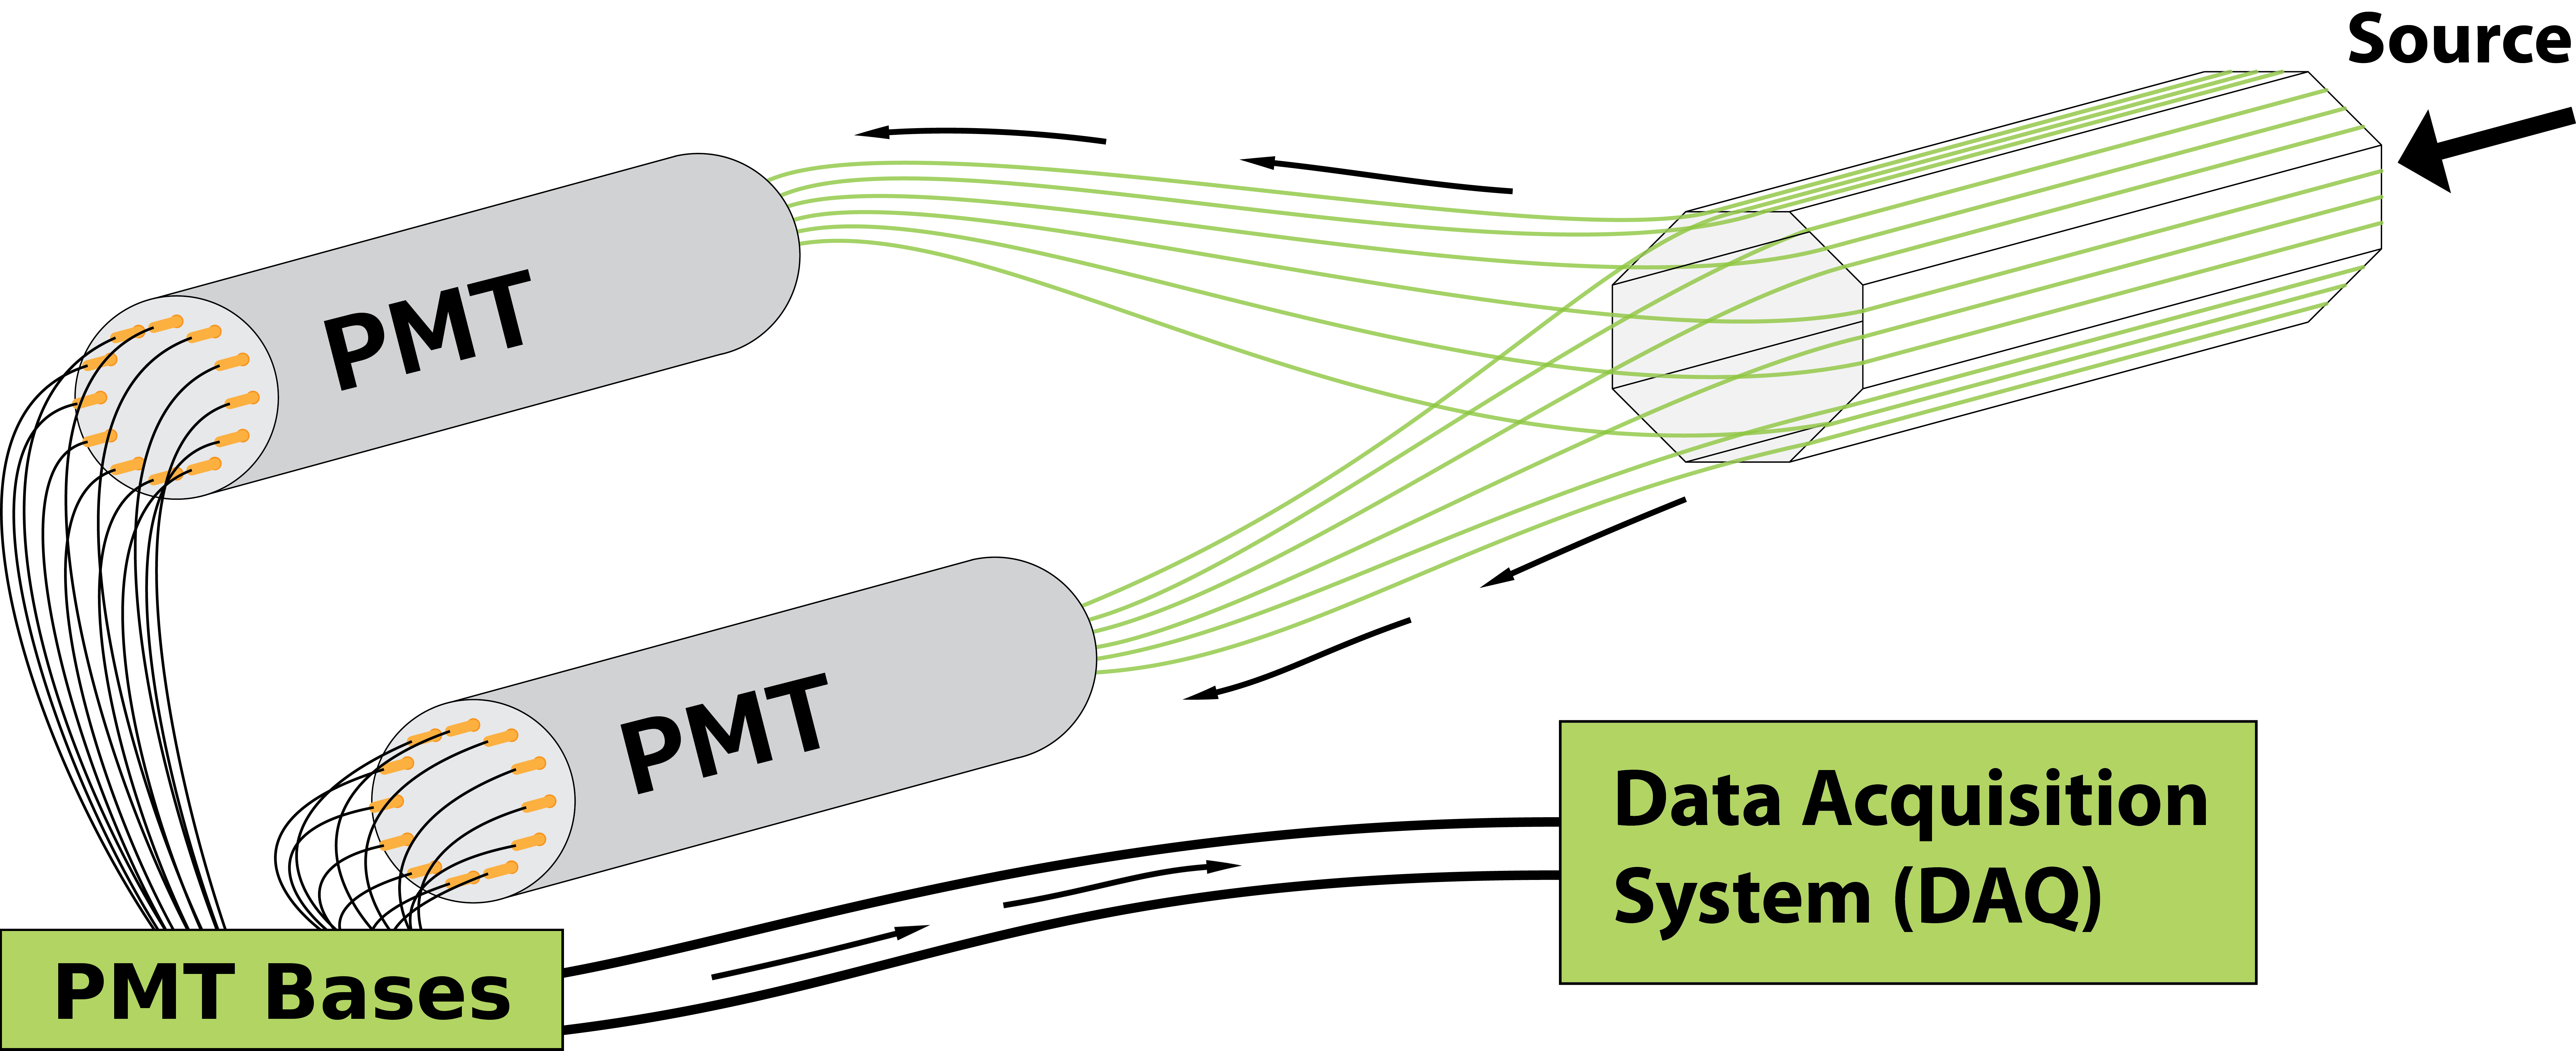 Source
PMT
PMT
Data Acquisition
System (DAQ)
PMT Bases